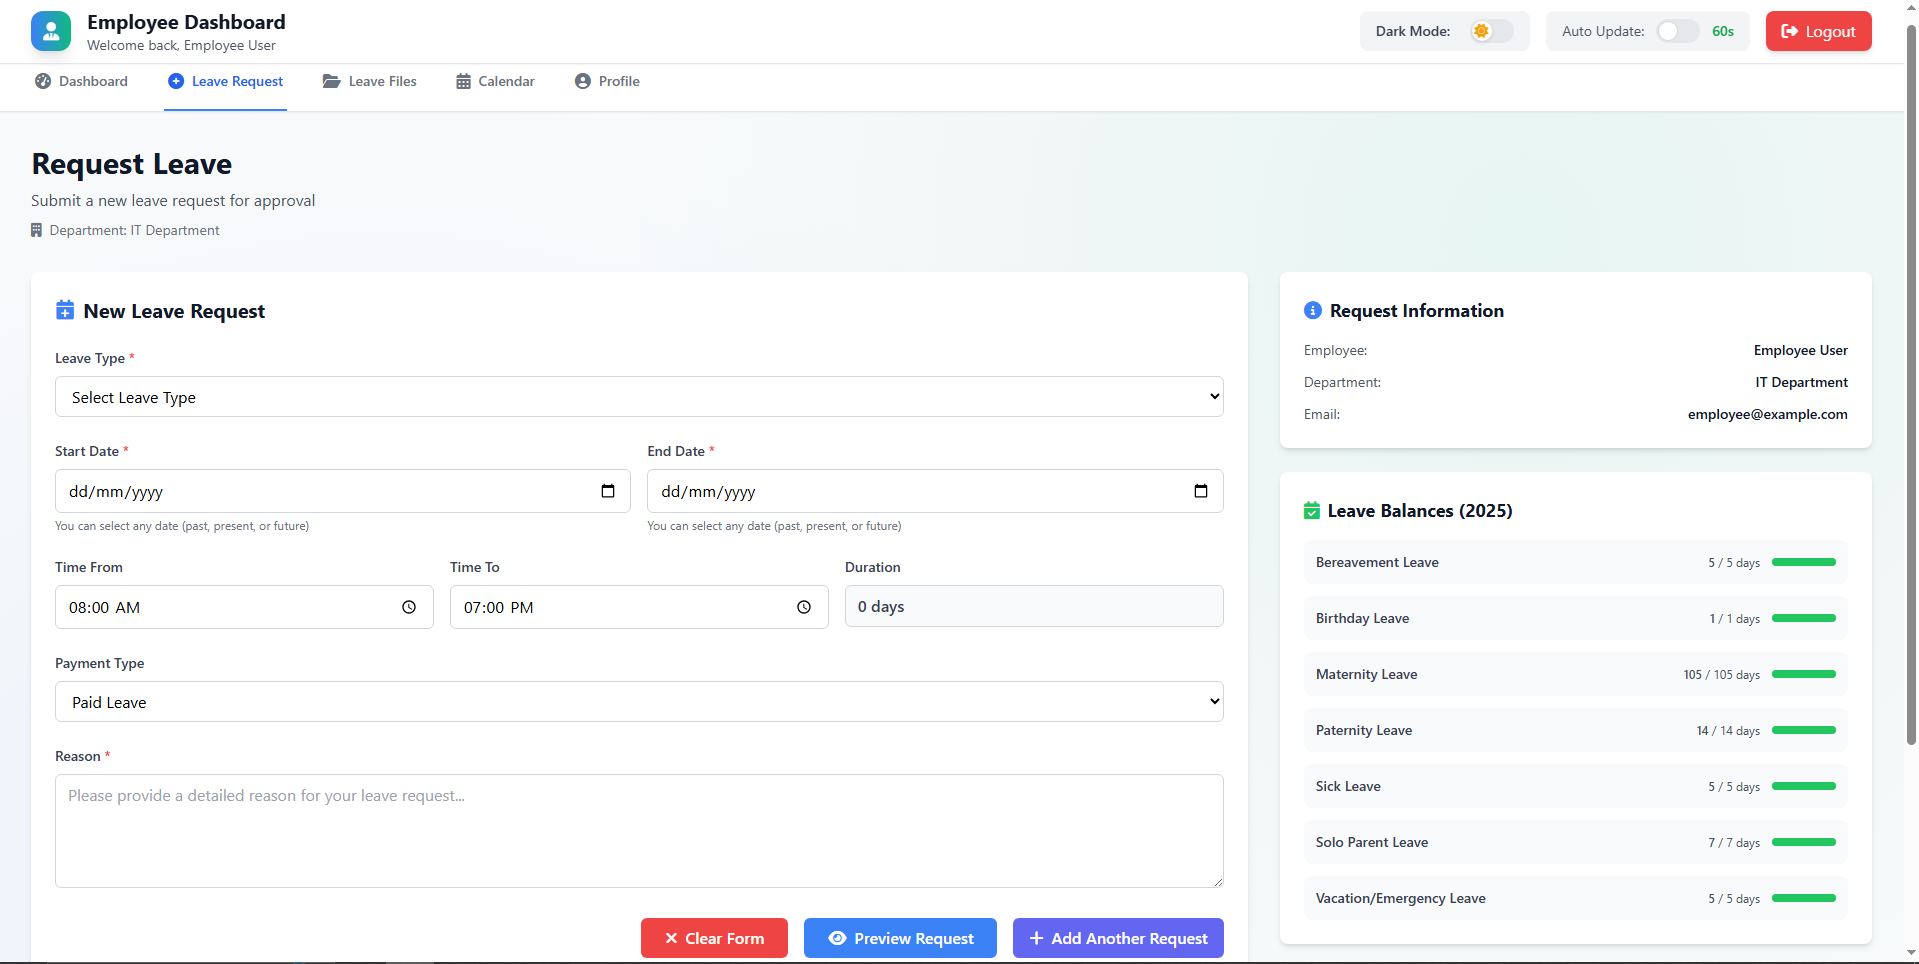 Employee Dashboard
Welcome back, Employee User
Dark Mode:
Auto Update:
60s
Logout
Dashboard
Leave Request
Leave Files
Calendar
Profile
Request Leave
Submit a new leave request for approval
Department: IT Department
New Leave Request
Leave Type *
Select Leave Type
Start Date *
End Date *
dd/mm/yyyy
dd/mm/yyyy
You can select any date (past, present, or future)
You can select any date (past, present, or future)
Time From
Time To
Duration
08:00 AM
07:00 PM
0 days
Payment Type
Paid Leave
Reason *
Please provide a detailed reason for your leave request...
Clear Form
Preview Request
Add Another Request
Request Information
Employee:
Employee User
Department:
IT Department
Email:
employee@example.com
Leave Balances (2025)
Bereavement Leave
5 / 5 days
Birthday Leave
1 / 1 days
Maternity Leave
105 / 105 days
Paternity Leave
14 / 14 days
Sick Leave
5 / 5 days
Solo Parent Leave
7 / 7 days
Vacation/Emergency Leave
5 / 5 days